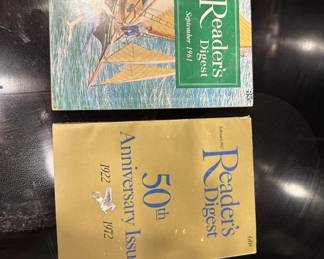 Reader's
Digest
September 1961
Reader's
Digest
50th
Anniversary Issue
1922
1972